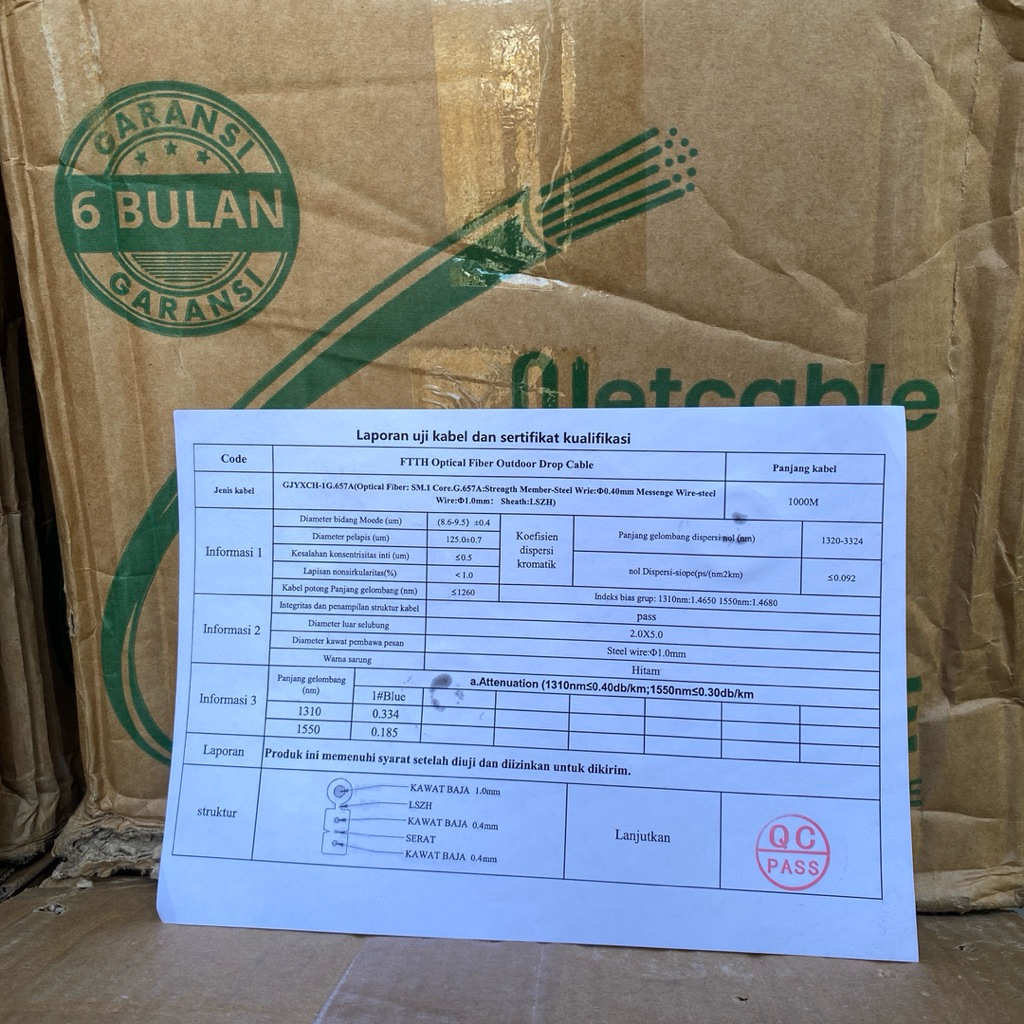 GARANSI
6 BULAN
GARANSI
etcable
Laporan uji kabel dan sertifikat kualifikasi
Code FTTH Optical Fiber Outdoor Drop Cable Panjang kabel
Jenis kabel GJYXCH-1G.657A(Optical Fiber: SM.1 Core.G.657A:Strength Member-Steel Wrie:Φ0.40mm Messenge Wire-steel
Wire:Φ1.0mm: Sheath:LSZH) 1000M
Informasi 1
Diameter bidang Moede (um) (8.6-9.5) ±0.4
Diameter pelapis (um) 125.0±0.7
Kesalahan konsentrisitas inti (um) ≤0.5
Lapisan nonsirkularitas(%) <1.0
Kabel potong Panjang gelombang (nm) ≤1260
Koefisien
dispersi
kromatik
Panjang gelombang dispersi nol (nm) 1320-3324
nol Dispersi-siope(ps/(nm2km) ≤0.092
Indeks bias grup: 1310nm:1.4650 1550nm:1.4680
Informasi 2
Integritas dan penampilan struktur kabel pass
Diameter luar selubung 2.0X5.0
Diameter kawat pembawa pesan Steel wire:Φ1.0mm
Warna sarung Hitam
Informasi 3
Panjang gelombang
(nm)
a.Attenuation (1310nm≤0.40db/km;1550nm≤0.30db/km
1#Blue
1310 0.334
1550 0.185
Laporan Produk ini memenuhi syarat setelah diuji dan diizinkan untuk dikirim.
struktur
KAWAT BAJA 1.0mm
LSZH
KAWAT BAJA 0.4mm
SERAT
KAWAT BAJA 0.4mm
Lanjutkan
QC
PASS